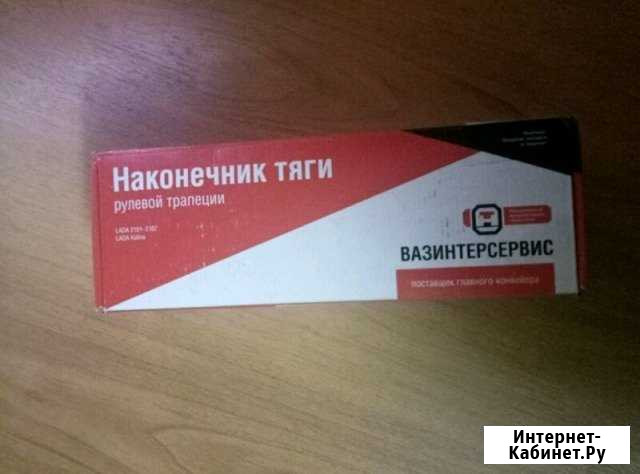 Наконечник тяги
рулевой трапеции
LADA 2101-2107
LADA Kalina
ВАЗИНТЕРСЕРВИС
поставщик главного конвейера
Интернет-
Кабинет.Ру